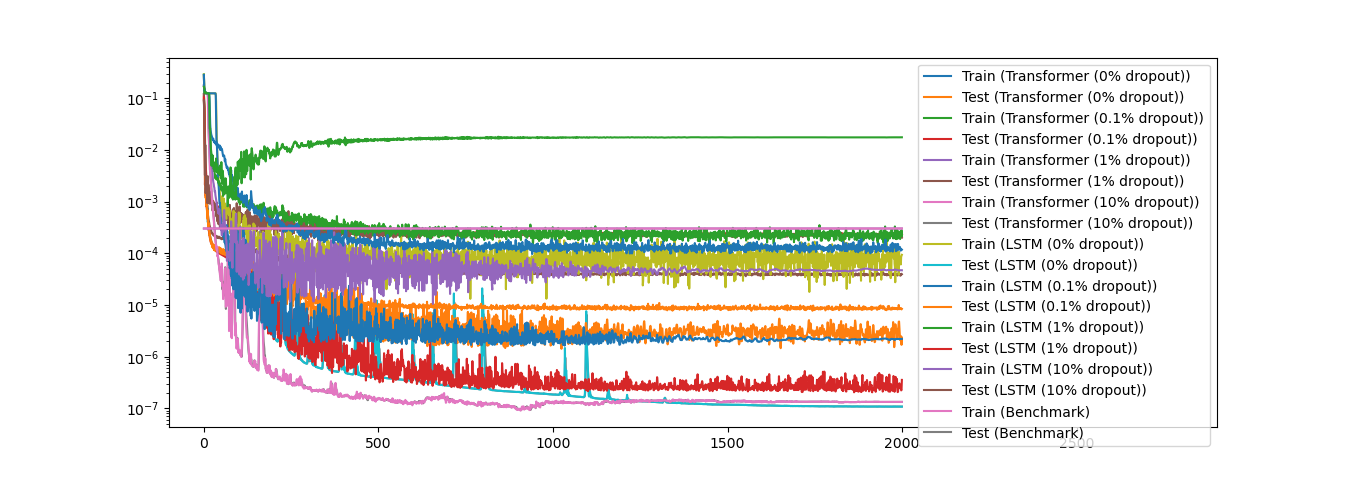 10⁻¹
10⁻²
10⁻³
10⁻⁴
10⁻⁵
10⁻⁶
10⁻⁷
0
500
1000
1500
2000
2500
Train (Transformer (0% dropout))
Test (Transformer (0% dropout))
Train (Transformer (0.1% dropout))
Test (Transformer (0.1% dropout))
Train (Transformer (1% dropout))
Test (Transformer (1% dropout))
Train (Transformer (10% dropout))
Test (Transformer (10% dropout))
Train (LSTM (0% dropout))
Test (LSTM (0% dropout))
Train (LSTM (0.1% dropout))
Test (LSTM (0.1% dropout))
Train (LSTM (1% dropout))
Test (LSTM (1% dropout))
Train (LSTM (10% dropout))
Test (LSTM (10% dropout))
Train (Benchmark)
Test (Benchmark)